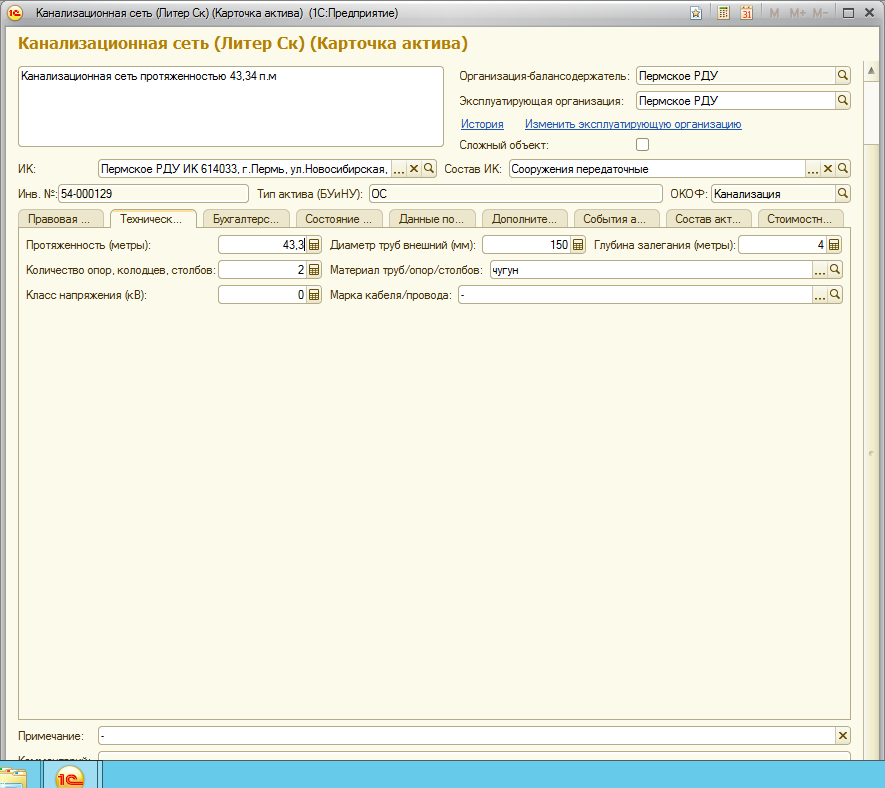 Канализационная сеть (Литер Ск) (Карточка актива) (1С:Предприятие)
31 M M+ M-
Канализационная сеть (Литер Ск) (Карточка актива)
Канализационная сеть протяженностью 43,34 п.м
Организация-балансодержатель: Пермское РДУ
Эксплуатирующая организация: Пермское РДУ
История Изменить эксплуатирующую организацию
Сложный объект:
ИК: Пермское РДУ ИК 614033, г.Пермь, ул.Новосибирская, ... Состав ИК: Сооружения передаточные ...
Инв. №: 54-000129 Тип актива (БУиНУ): ОС ОКОФ: Канализация
Правовая ... Техническ... Бухгалтерс... Состояние ... Данные по... Дополните... События а... Состав акт... Стоимостн...
Протяженность (метры): 43,3 Диаметр труб внешний (мм): 150 Глубина залегания (метры): 4
Количество опор, колодцев, столбов: 2 Материал труб/опор/столбов: чугун ...
Класс напряжения (кВ): 0 Марка кабеля/провода: - ...
Примечание: -
Комментарий:
1С